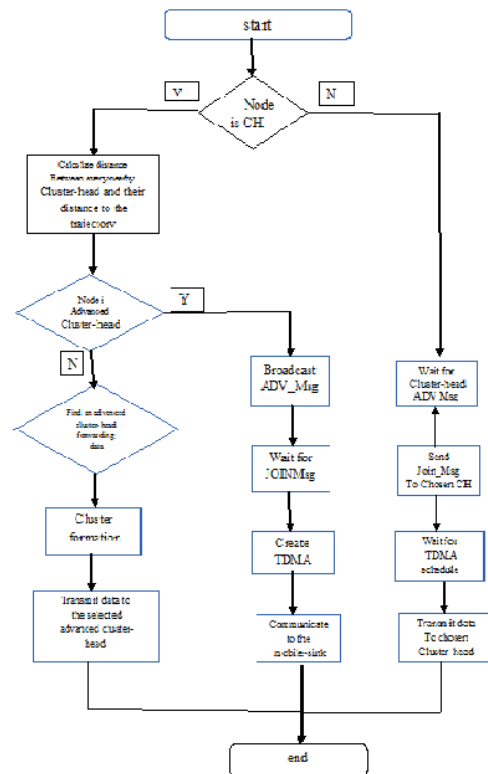 start
Y
N
Node
is CH
Calculate distance
Between
Cluster-head and their
distance to the
trajectory
Node i
Advanced
Cluster-head
Y
N
Find an advanced
cluster-head
forwarding
data
Cluster
formation
Transmit data to
the selected
advanced cluster-
head
Broadcast
ADV_Msg
Wait for
JOINMsg
Create
TDMA
Communicate
to the
mobile-sink
Wait for
Cluster-head
ADV Msg
Send
Join_Msg
To Chosen CH
Wait for
TDMA
schedule
Transmit data
To chosen
Cluster-head
end